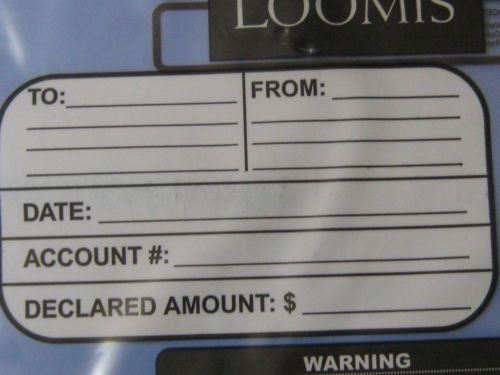 LOOMIS
TO: FROM:
DATE:
ACCOUNT #:
DECLARED AMOUNT: $
WARNING